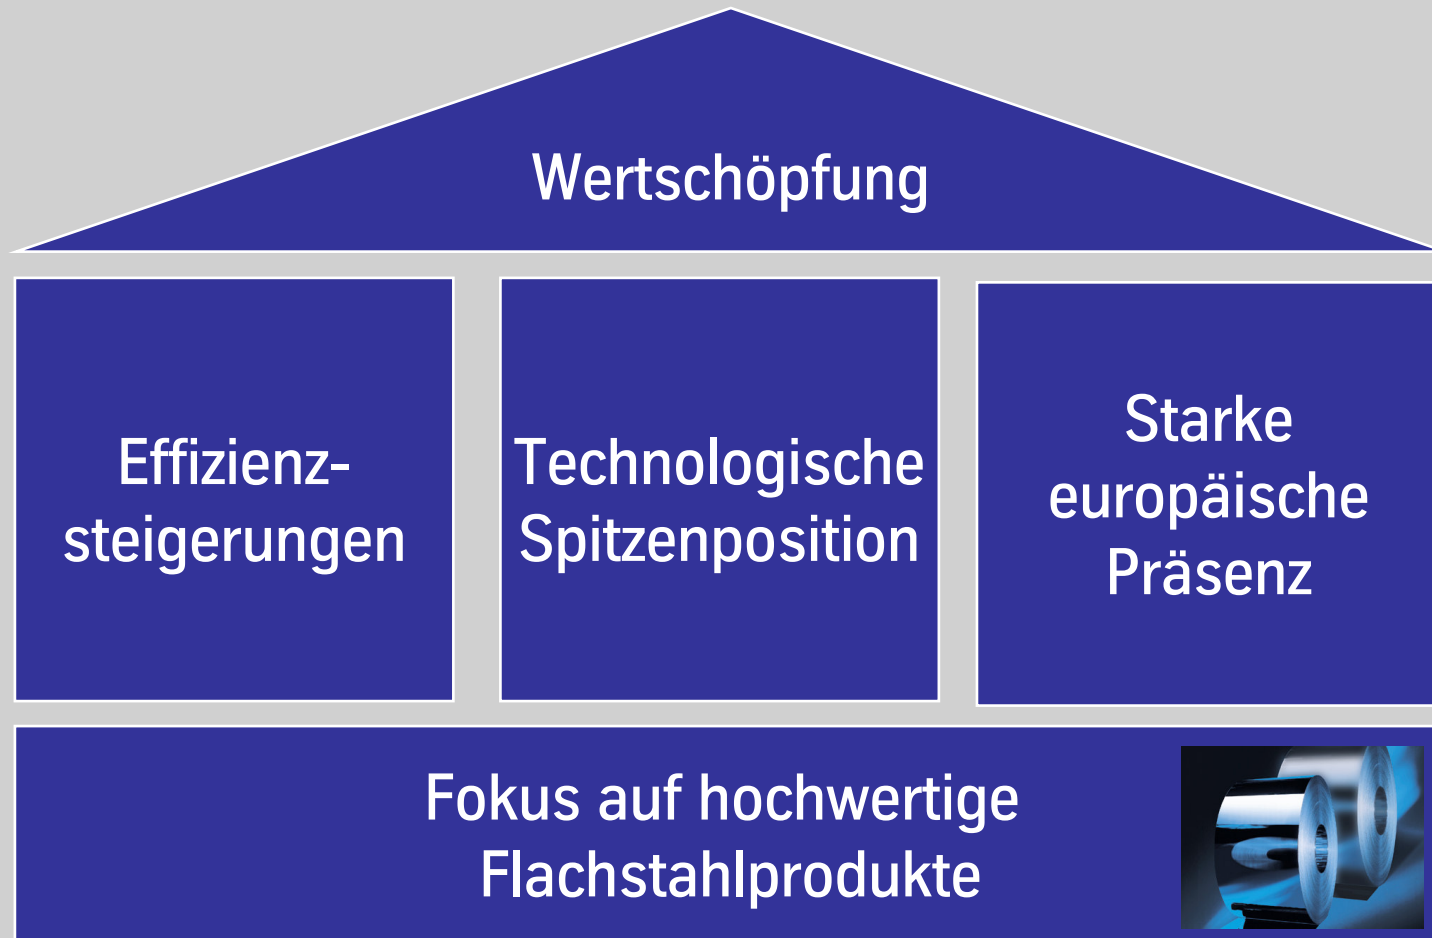 Wertschöpfung
Effizienz-
steigerungen
Technologische
Spitzenposition
Starke
europäische
Präsenz
Fokus auf hochwertige
Flachstahlprodukte